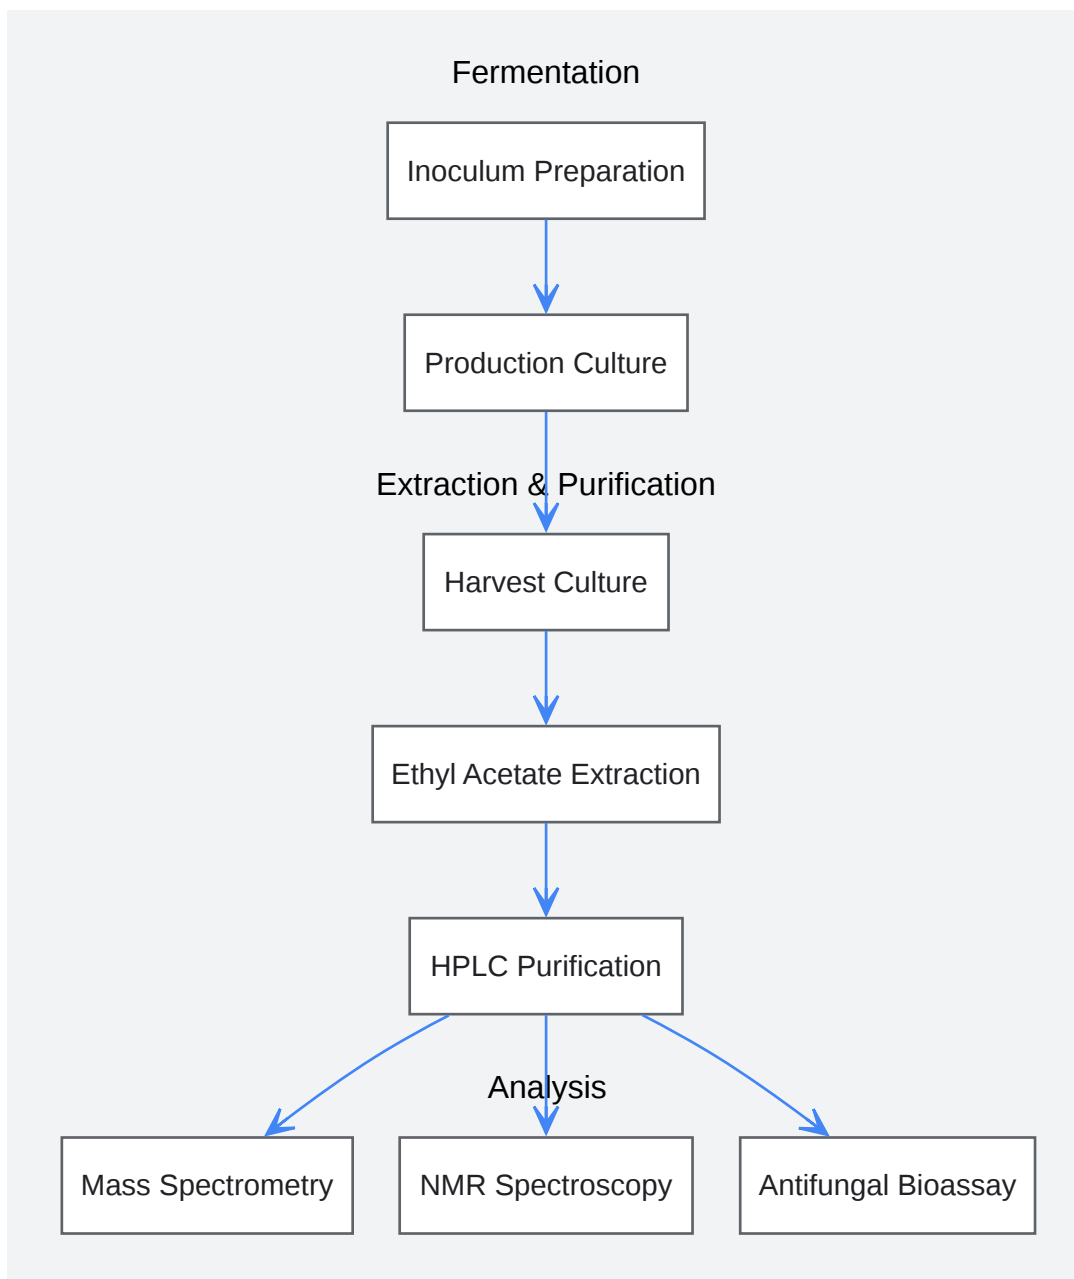 Fermentation
Inoculum Preparation
Production Culture
Extraction & Purification
Harvest Culture
Ethyl Acetate Extraction
HPLC Purification
Analysis
Mass Spectrometry
NMR Spectroscopy
Antifungal Bioassay